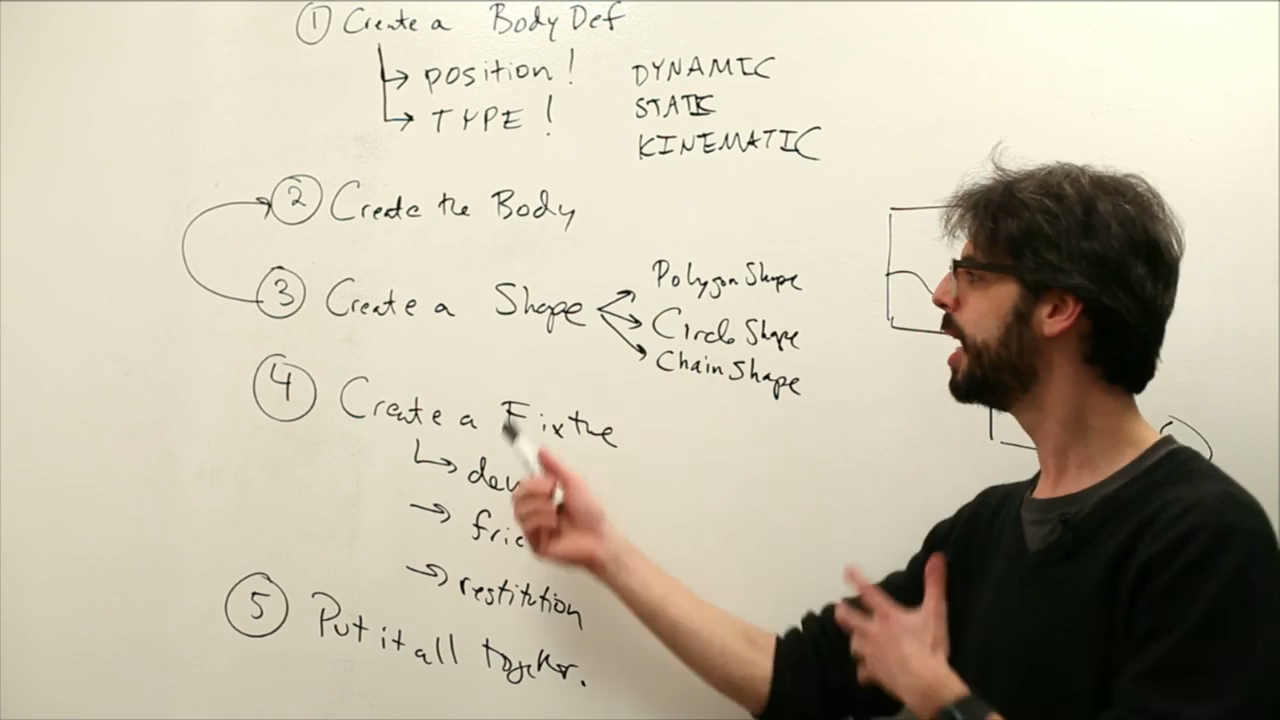 ① Create a Body Def
→ position!
→ TYPE!
DYNAMIC
STATIC
KINEMATIC
② Create the Body
③ Create a Shape
Polygon Shape
Circle Shape
Chain Shape
④ Create a Fixture
→ restitution
⑤ Put it all together.